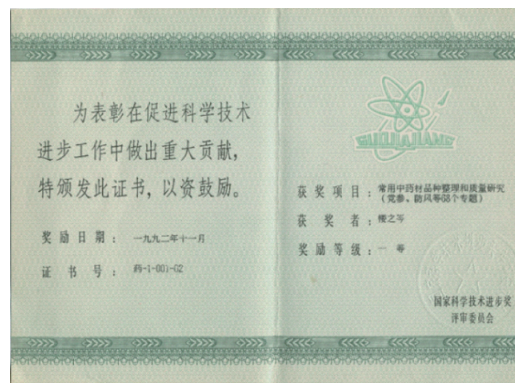 为表彰在促进科学技术
进步工作中做出重大贡献,
特颁发此证书,以资鼓励。
奖励日期: 一九九二年十一月
证书号: 药-1-001-02
获奖项目: 常用中药材品种整理和质量研究
(党参、防风等68个专题)
获奖者: 楼之岑
奖励等级: 一等
国家科学技术进步奖
评审委员会